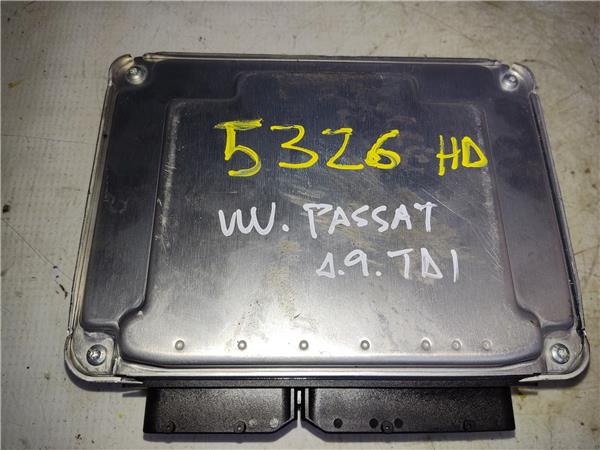 5326 HD
VW. PASSAT
1.9. TDI